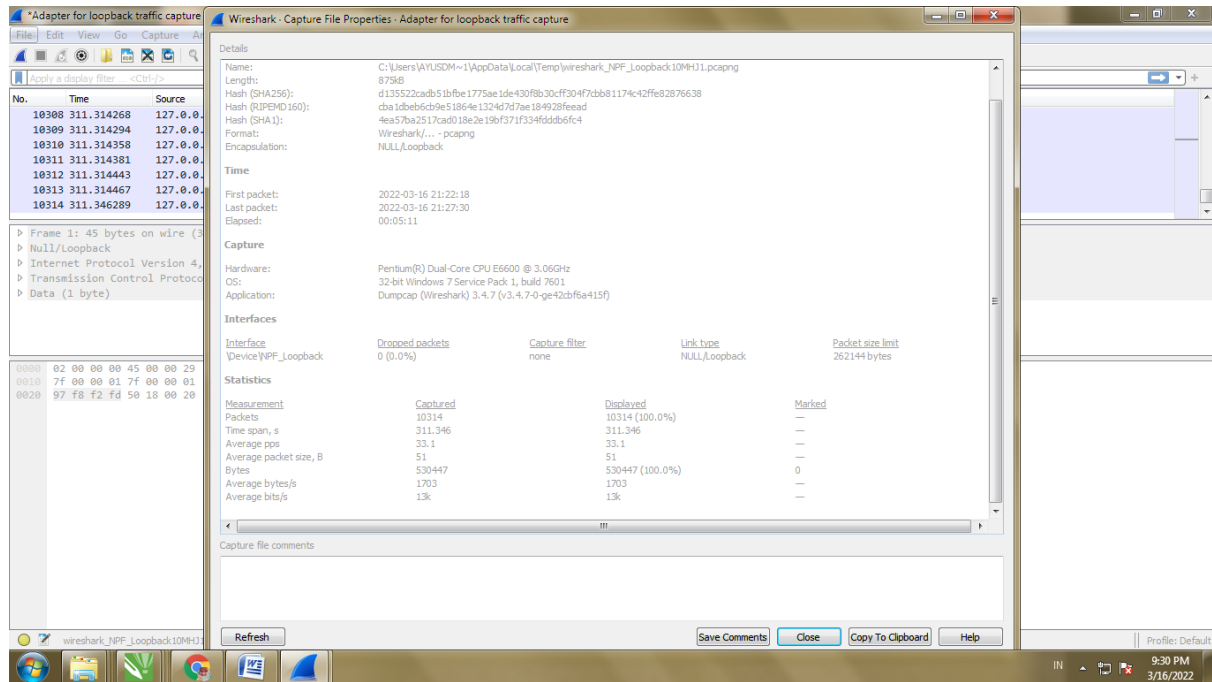 *Adapter for loopback traffic capture
Wireshark · Capture File Properties · Adapter for loopback traffic capture
File Edit View Go Capture
Apply a display filter ... <Ctrl-/>
No. Time Source
10308 311.314268 127.0.0.
10309 311.314294 127.0.0.
10310 311.314358 127.0.0.
10311 311.314381 127.0.0.
10312 311.314443 127.0.0.
10313 311.314467 127.0.0.
10314 311.346289 127.0.0.
Frame 1: 45 bytes on wire (3
Null/Loopback
Internet Protocol Version 4,
Transmission Control Protoco
Data (1 byte)
0000 02 00 00 00 45 00 00 29
0010 7f 00 00 01 7f 00 00 01
0020 97 f8 f2 fd 50 18 00 20
Details
Name: C:\Users\AYUSDM~1\AppData\Local\Temp\wireshark_NPF_Loopback10MHJ1.pcapng
Length: 875kB
Hash (SHA256): d135522cadb51bfbe1775ae1de430f8b30cff304f7cbb81174c42ffe82876638
Hash (RIPEMD160): cba1dbeb6cb9e51864e1324d7d7ae184928feead
Hash (SHA1): 4ea57ba2517cad018e2e19bf371f334fdddb6fc4
Format: Wireshark/... - pcapng
Encapsulation: NULL/Loopback
Time
First packet: 2022-03-16 21:22:18
Last packet: 2022-03-16 21:27:30
Elapsed: 00:05:11
Capture
Hardware: Pentium(R) Dual-Core CPU E6600 @ 3.06GHz
OS: 32-bit Windows 7 Service Pack 1, build 7601
Application: Dumpcap (Wireshark) 3.4.7 (v3.4.7-0-ge42cbf6a415f)
Interfaces
Interface Dropped packets Capture filter Link type Packet size limit
\Device\NPF_Loopback 0 (0.0%) none NULL/Loopback 262144 bytes
Statistics
Measurement Captured Displayed Marked
Packets 10314 10314 (100.0%) —
Time span, s 311.346 311.346 —
Average pps 33.1 33.1 —
Average packet size, B 51 51 —
Bytes 530447 530447 (100.0%) 0
Average bytes/s 1703 1703 —
Average bits/s 13k 13k —
Capture file comments
Refresh Save Comments Close Copy To Clipboard Help
wireshark_NPF_Loopback10MHJ1
Profile: Default
IN 9:30 PM
3/16/2022